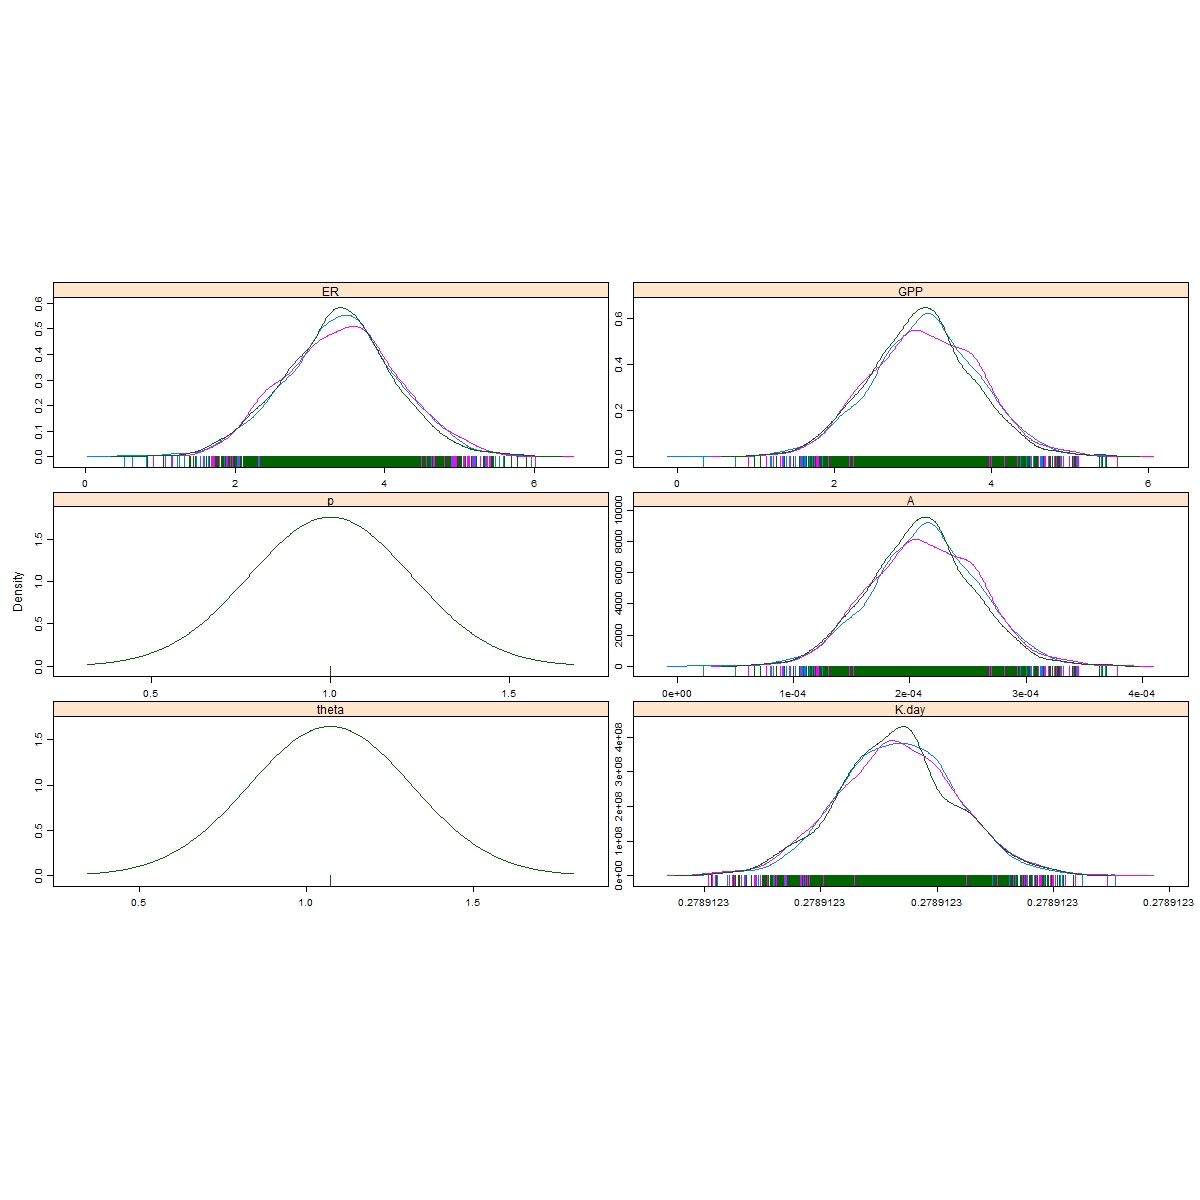 ER
0.0 0.1 0.2 0.3 0.4 0.5 0.6
0 2 4 6
GPP
0.0 0.2 0.4 0.6
0 2 4 6
Density
p
0.0 0.5 1.0 1.5
0.5 1.0 1.5
A
0 2000 4000 6000 8000 10000
0e+00 1e-04 2e-04 3e-04 4e-04
theta
0.0 0.5 1.0 1.5
0.5 1.0 1.5
K.day
0e+00 1e+08 2e+08 3e+08 4e+08
0.2789123 0.2789123 0.2789123 0.2789123 0.2789123